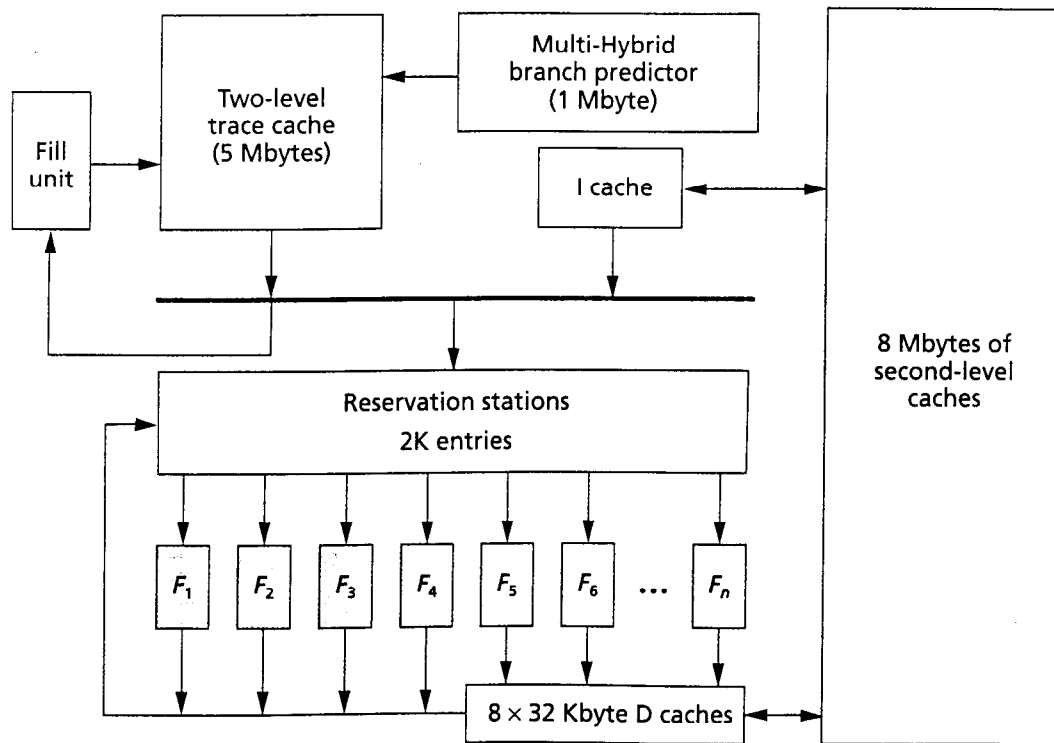 Multi-Hybrid
branch predictor
(1 Mbyte)
Two-level
trace cache
(5 Mbytes)
Fill
unit
I cache
8 Mbytes of
second-level
caches
Reservation stations
2K entries
F1 F2 F3 F4 F5 F6 ... Fn
8 × 32 Kbyte D caches